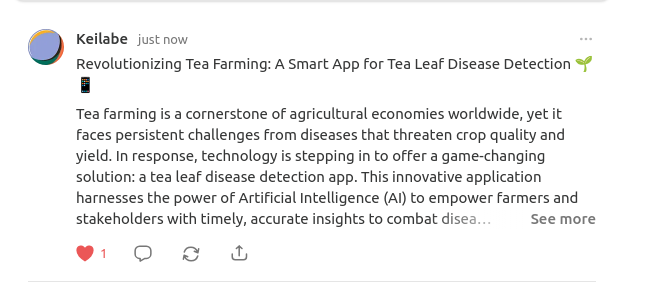 Keilabe just now
Revolutionizing Tea Farming: A Smart App for Tea Leaf Disease Detection 🌱
📱
Tea farming is a cornerstone of agricultural economies worldwide, yet it
faces persistent challenges from diseases that threaten crop quality and
yield. In response, technology is stepping in to offer a game-changing
solution: a tea leaf disease detection app. This innovative application
harnesses the power of Artificial Intelligence (AI) to empower farmers and
stakeholders with timely, accurate insights to combat disea... See more
1